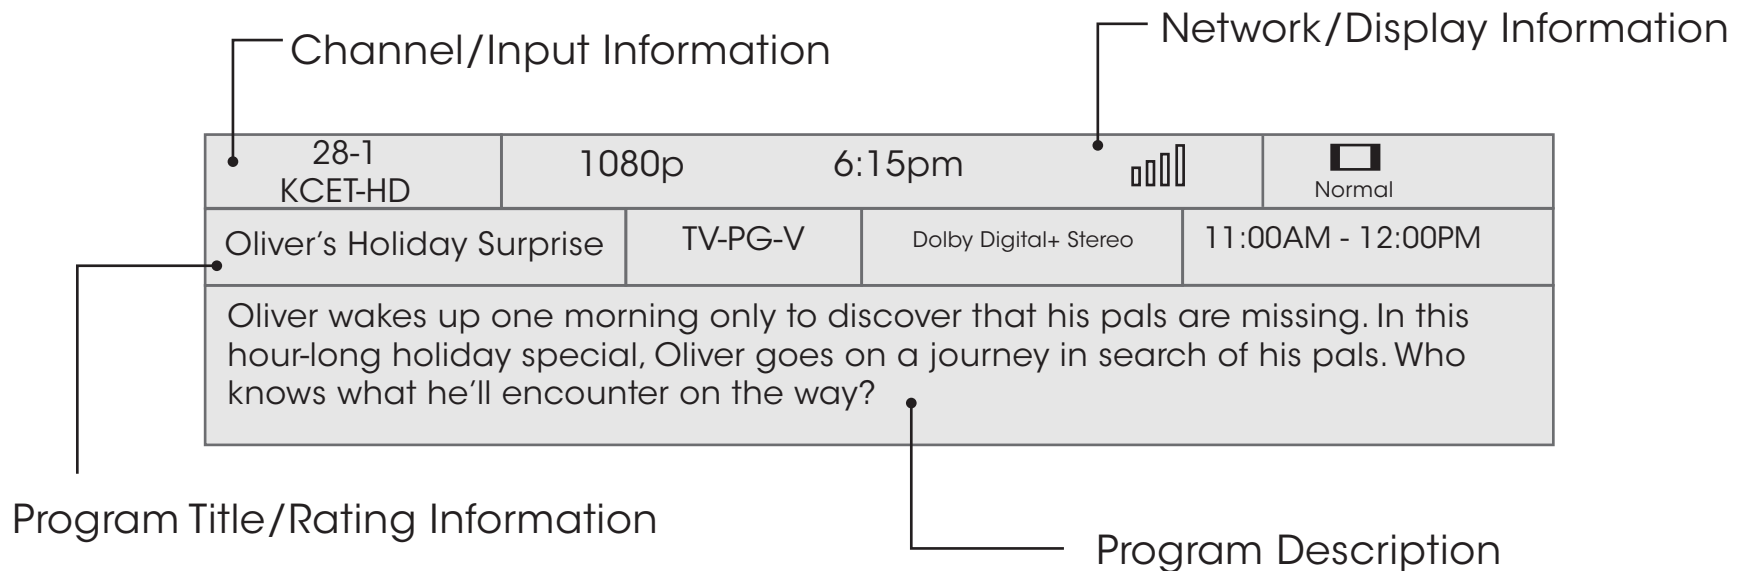 Channel/Input Information
Network/Display Information
28-1
KCET-HD
1080p
6:15pm
Normal
Oliver’s Holiday Surprise
TV-PG-V
Dolby Digital+ Stereo
11:00AM - 12:00PM
Oliver wakes up one morning only to discover that his pals are missing. In this
hour-long holiday special, Oliver goes on a journey in search of his pals. Who
knows what he’ll encounter on the way?
Program Title/Rating Information
Program Description